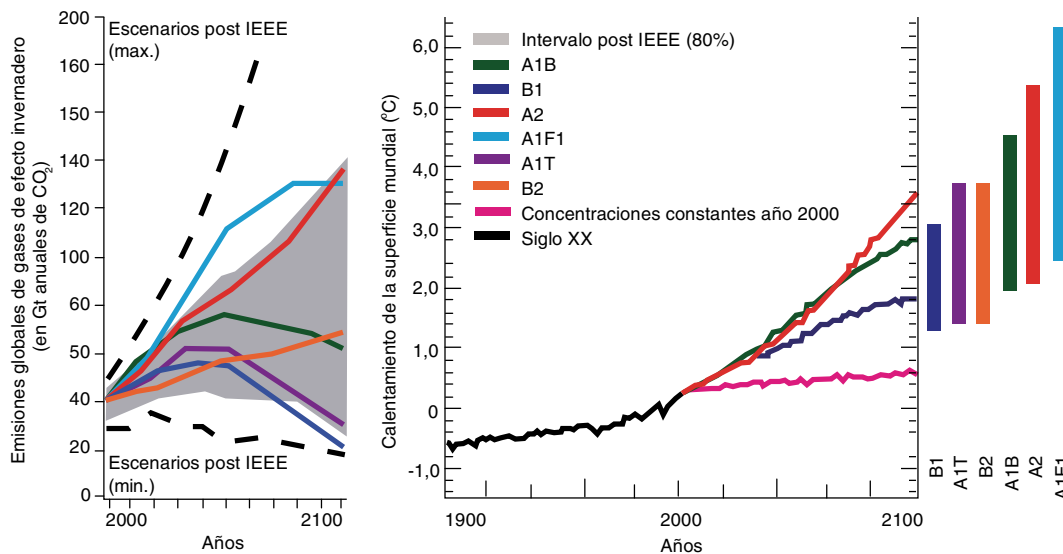 Emisiones globales de gases de efecto invernadero
(en Gt anuales de CO2)
200
160
150
140
120
100
60
50
40
20
0
Escenarios post IEEE
(max.)
Escenarios post IEEE
(min.)
2000
2100
Años
Calentamiento de la superficie mundial (ºC)
6,0
5,0
4,0
3,0
2,0
1,0
0
-1,0
Intervalo post IEEE (80%)
A1B
B1
A2
A1F1
A1T
B2
Concentraciones constantes año 2000
Siglo XX
1900
2000
2100
Años
B1
A1T
B2
A1B
A2
A1F1